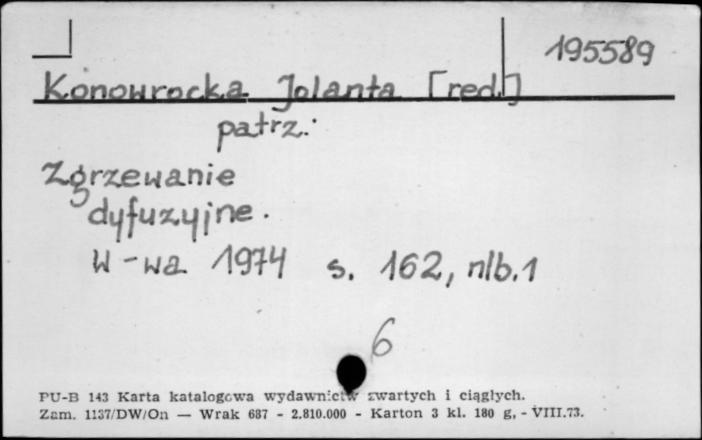 195589
Konowrocka Jolanta [red.]
patrz:
Zgrzewanie
dyfuzyjne.
W-wa 1974 s. 162, nlb. 1
6
PU-B 143 Karta katalogowa wydawnictw zwartych i ciągłych.
Zam. 1137/DW/On — Wrak 687 - 2.810.000 - Karton 3 kl. 180 g, - VIII.73.